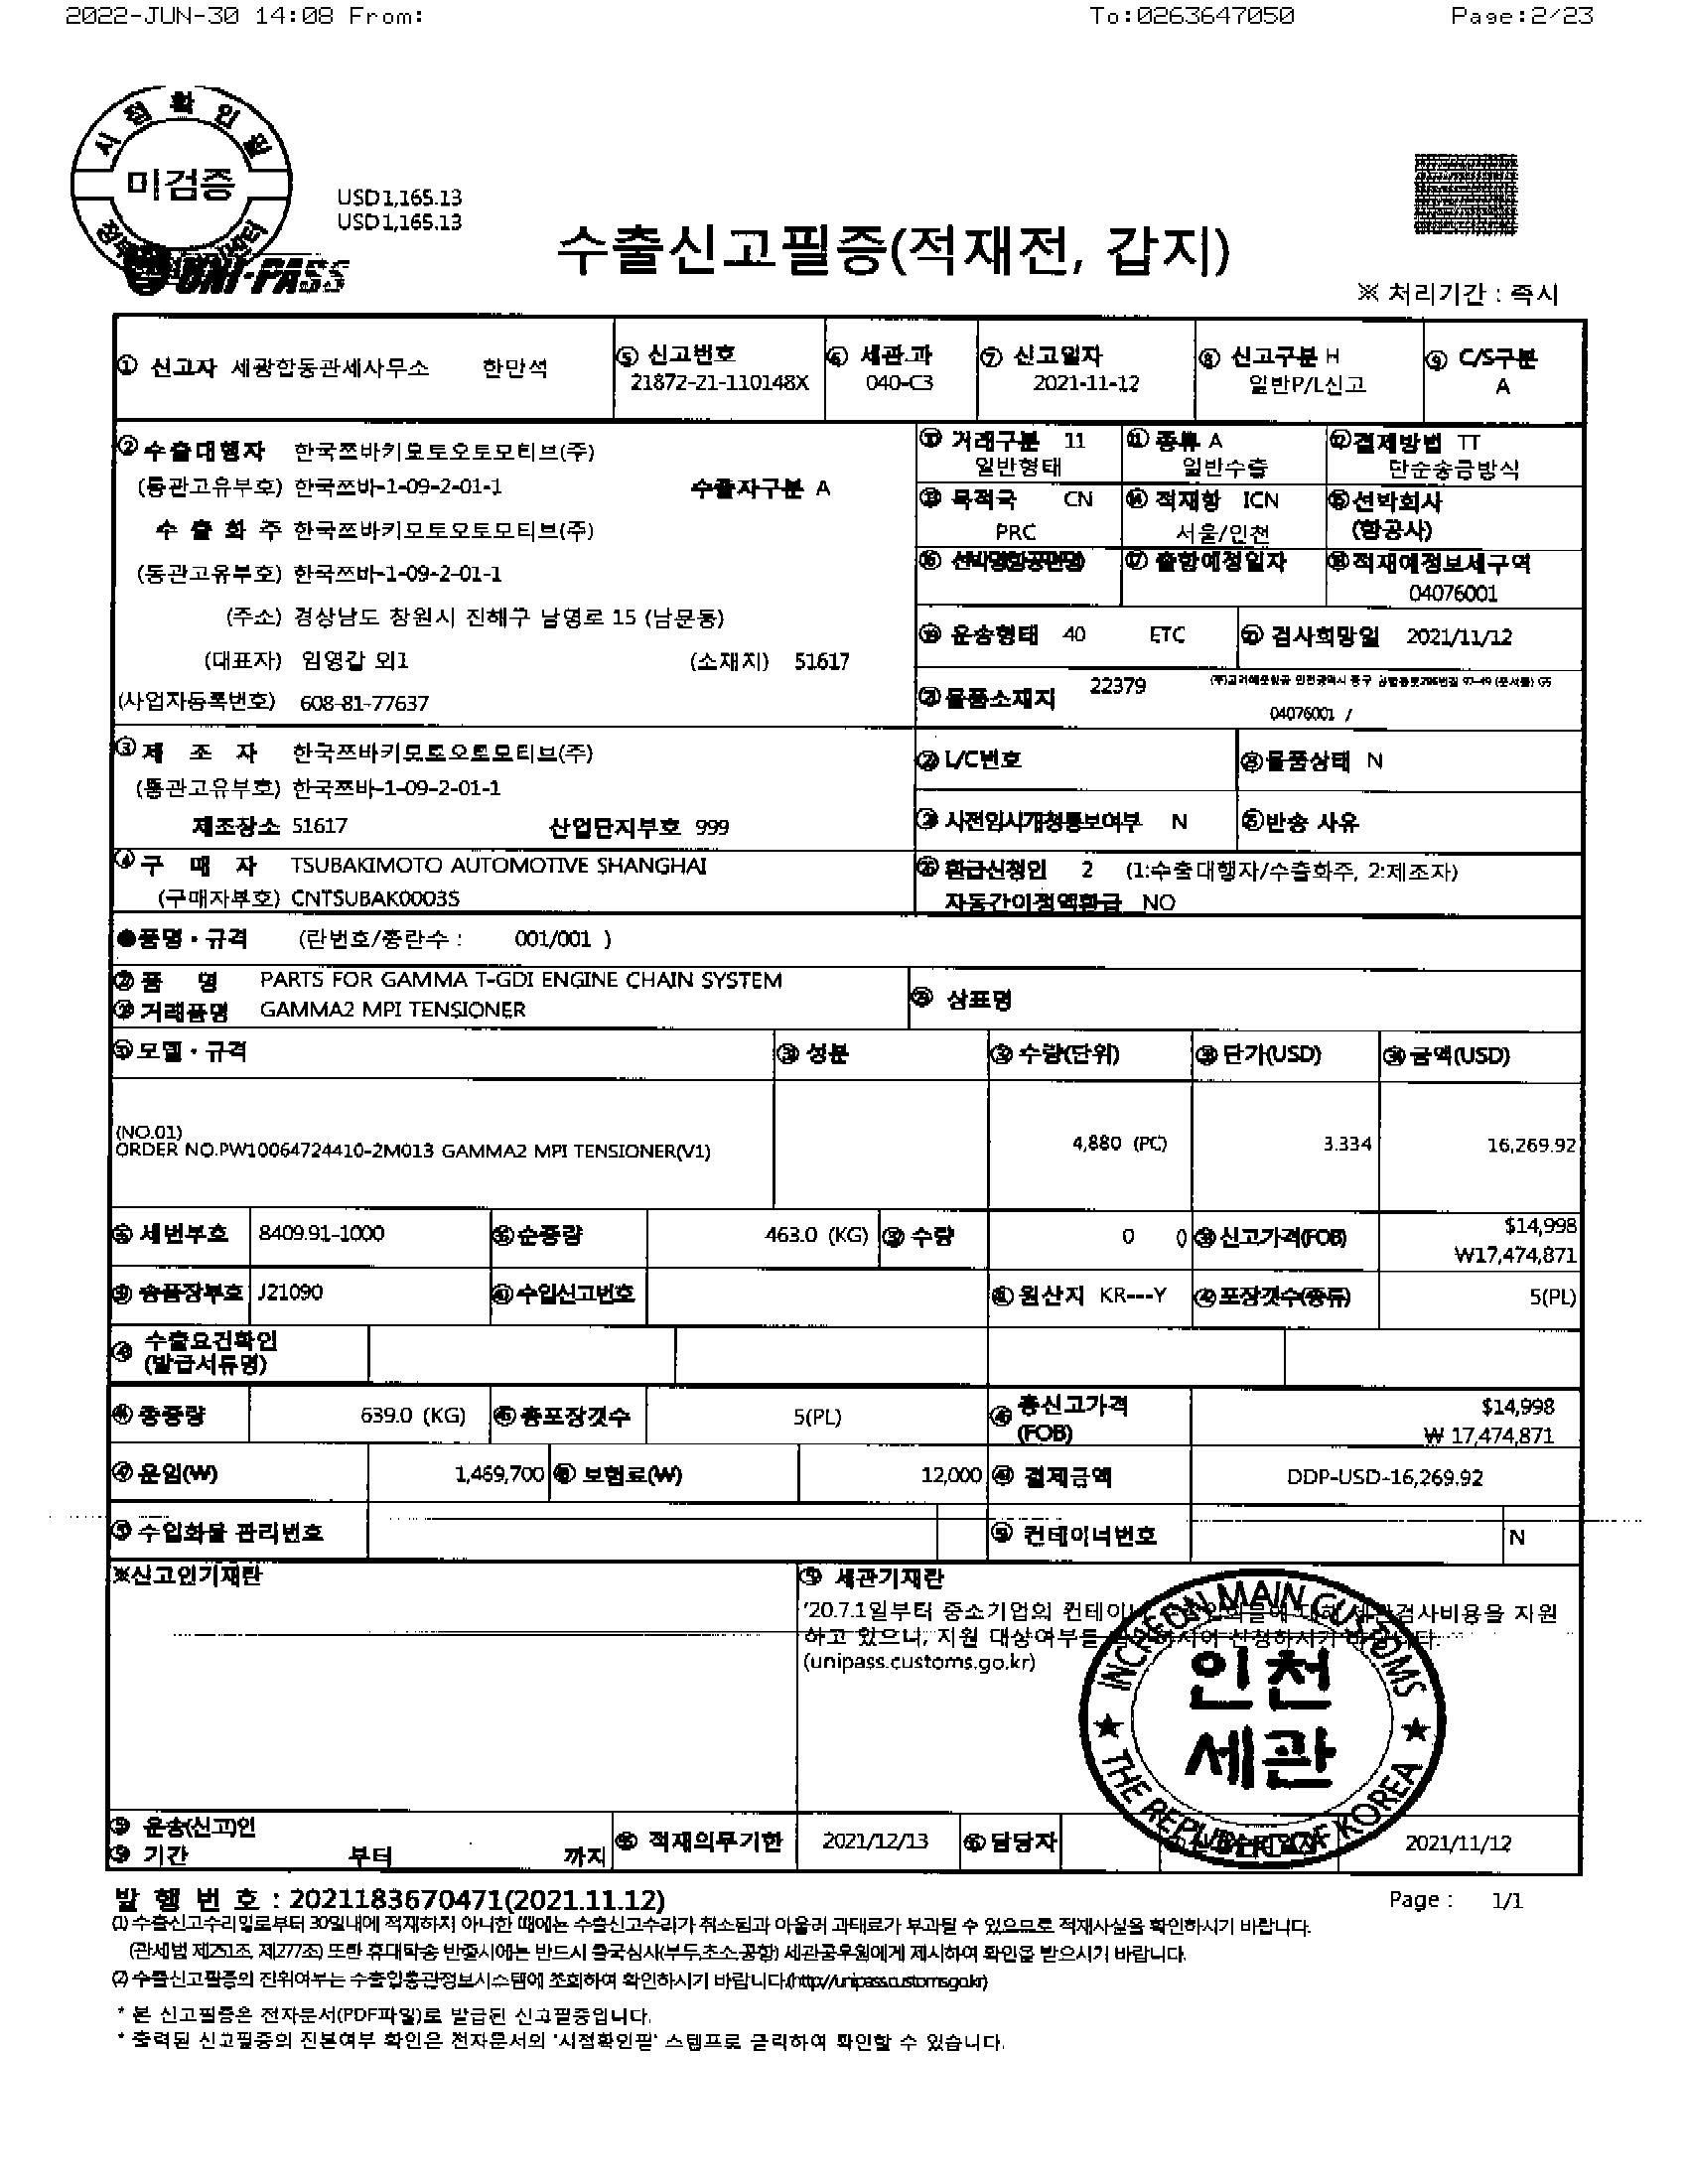 2022-JUN-30 14:08 From: To:0263647050 Page:2/23
시점확인필
미검증
UNI-PASS
USD1,165.13
USD1,165.13
수출신고필증(적재전, 갑지)
※ 처리기간 : 즉시
① 신고자 세광합동관세사무소 한만석
⑤ 신고번호
21872-21-110148X
⑥ 세관.과
040-C3
⑦ 신고일자
2021-11-12
⑧ 신고구분 H
일반P/L신고
⑨ C/S구분
A
② 수출대행자 한국쯔바키모토오토모티브(주)
(통관고유부호) 한국쯔바-1-09-2-01-1 수출자구분 A
수 출 화 주 한국쯔바키모토오토모티브(주)
(통관고유부호) 한국쯔바-1-09-2-01-1
(주소) 경상남도 창원시 진해구 남영로 15 (남문동)
(대표자) 임영갑 외1 (소재지) 51617
(사업자등록번호) 608-81-77637
⑩ 거래구분 11
일반형태
⑪ 종류 A
일반수출
⑫결제방법 TT
단순송금방식
⑬ 목적국 CN
PRC
⑭ 적재항 ICN
서울/인천
⑮선박회사
(항공사)
⑯ 선박명(항공편명)
⑰ 출항예정일자
⑱적재예정보세구역
04076001
⑲ 운송형태 40 ETC
⑳ 검사희망일 2021/11/12
㉑물품소재지 22379
04076001 /
③ 제 조 자 한국쯔바키모토오토모티브(주)
(통관고유부호) 한국쯔바-1-09-2-01-1
제조장소 51617 산업단지부호 999
㉒ L/C번호
㉓물품상태 N
㉔ 사전임시개청통보여부 N
㉕반송 사유
④ 구 매 자 TSUBAKIMOTO AUTOMOTIVE SHANGHAI
(구매자부호) CNTSUBAK0003S
㉖ 환급신청인 2 (1:수출대행자/수출화주, 2:제조자)
자동간이정액환급 NO
●품명・규격 (란번호/총란수 : 001/001 )
㉗ 품 명 PARTS FOR GAMMA T-GDI ENGINE CHAIN SYSTEM
㉘ 거래품명 GAMMA2 MPI TENSIONER
㉙ 상표명
㉚ 모델・규격
㉛ 성분
㉜ 수량(단위)
㉝ 단가(USD)
㉞ 금액(USD)
(NO.01)
ORDER NO.PW10064724410-2M013 GAMMA2 MPI TENSIONER(V1)
4,880 (PC) 3.334 16,269.92
㉟ 세번부호 8409.91-1000
㊱순중량 463.0 (KG)
㊲ 수량 0 0
㊳신고가격(FOB) $14,998
₩17,474,871
㊴ 송품장부호 J21090
㊵수입신고번호
㊶ 원산지 KR---Y
㊷포장갯수(종류) 5(PL)
㊸ 수출요건확인
(발급서류명)
㊹ 총중량 639.0 (KG)
㊺ 총포장갯수 5(PL)
㊻ 총신고가격
(FOB)
$14,998
₩ 17,474,871
㊼ 운임(₩) 1,469,700
㊽ 보험료(₩) 12,000
㊾ 결제금액 DDP-USD-16,269.92
㊿ 수입화물 관리번호
컨테이너번호 N
※신고인기재란
세관기재란
'20.7.1일부터 중소기업의 컨테이너 검사비용을 지원
하고 있으니, 지원 대상여부를
(unipass.customs.go.kr)
INCHEON MAIN CUSTOMS
인천
세관
THE REPUBLIC OF KOREA
운송(신고)인
기간 부터 까지
적재의무기한 2021/12/13
담당자
2021/11/12
발 행 번 호 : 2021183670471(2021.11.12) Page : 1/1
(1) 수출신고수리일로부터 30일내에 적재하지 아니한 때에는 수출신고수리가 취소됨과 아울러 과태료가 부과될 수 있으므로 적재사실을 확인하시기 바랍니다.
(관세법 제251조, 제277조) 또한 휴대탁송 반출시에는 반드시 출국심사(부두,초소,공항) 세관공무원에게 제시하여 확인을 받으시기 바랍니다.
(2) 수출신고필증의 진위여부는 수출입통관정보시스템에 조회하여 확인하시기 바랍니다.(http://unipass.customs.go.kr)
* 본 신고필증은 전자문서(PDF파일)로 발급된 신고필증입니다.
* 출력된 신고필증의 진본여부 확인은 전자문서의 '시점확인필' 스탬프로 클릭하여 확인할 수 있습니다.